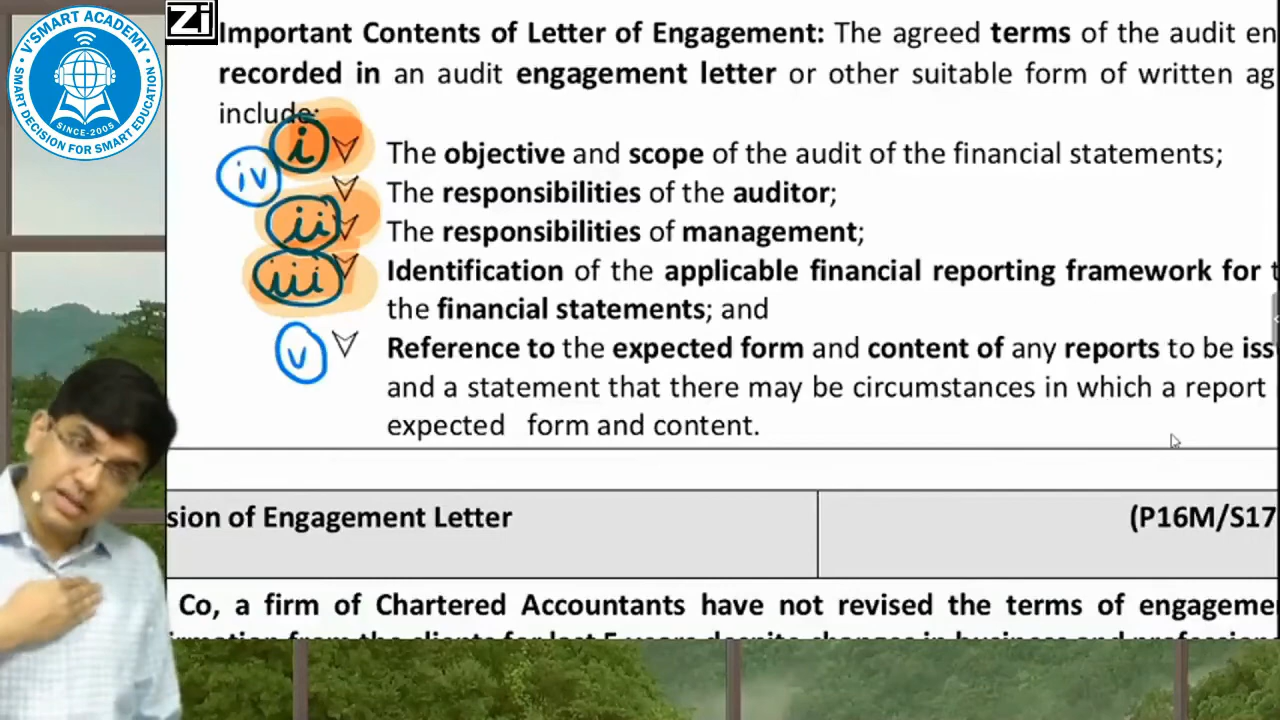 V'SMART ACADEMY
SMART DECISION FOR SMART EDUCATION
SINCE-2005
Zi
Important Contents of Letter of Engagement: The agreed terms of the audit en
recorded in an audit engagement letter or other suitable form of written ag
include:
i The objective and scope of the audit of the financial statements;
iv The responsibilities of the auditor;
ii The responsibilities of management;
iii Identification of the applicable financial reporting framework for t
the financial statements; and
v Reference to the expected form and content of any reports to be iss
and a statement that there may be circumstances in which a report
expected form and content.
sion of Engagement Letter
(P16M/S17
Co, a firm of Chartered Accountants have not revised the terms of engageme